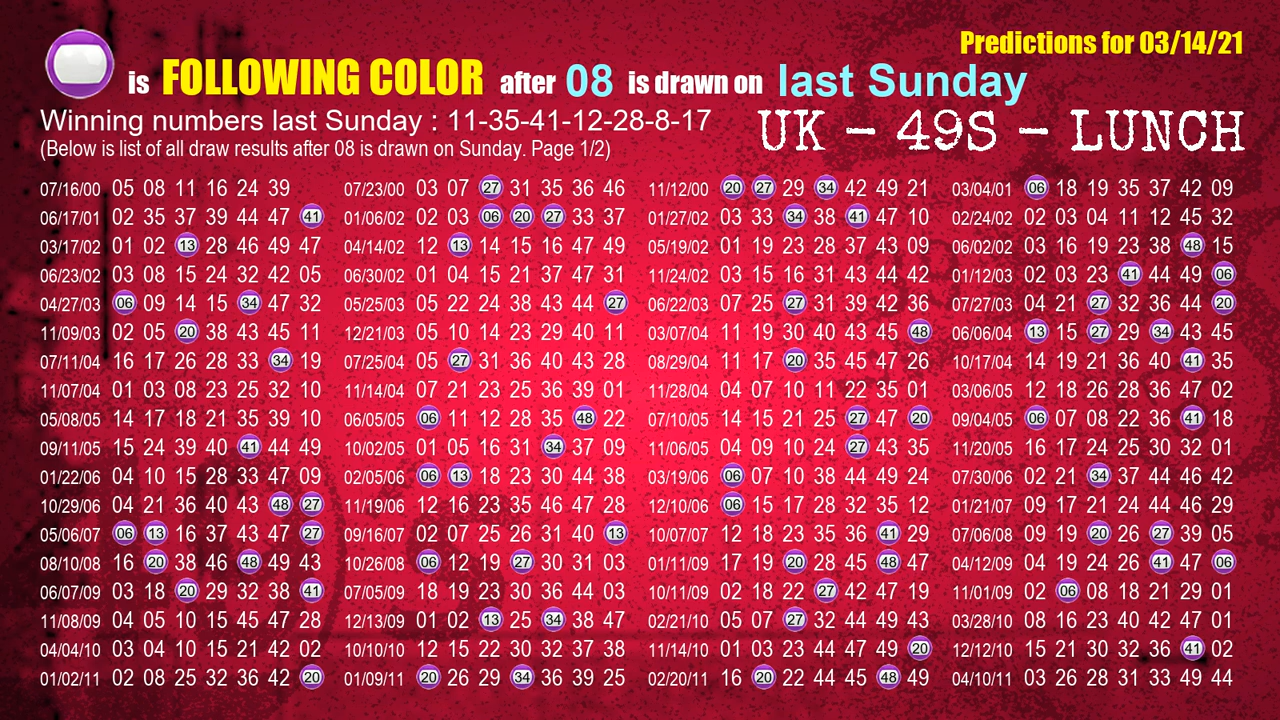 Predictions for 03/14/21
is FOLLOWING COLOR after 08 is drawn on last Sunday
Winning numbers last Sunday : 11-35-41-12-28-8-17
UK - 49S - LUNCH
(Below is list of all draw results after 08 is drawn on Sunday. Page 1/2)
07/16/00 05 08 11 16 24 39 07/23/00 03 07 27 31 35 36 46 11/12/00 20 27 29 34 42 49 21 03/04/01 06 18 19 35 37 42 09
06/17/01 02 35 37 39 44 47 41 01/06/02 02 03 06 20 27 33 37 01/27/02 03 33 34 38 41 47 10 02/24/02 02 03 04 11 12 45 32
03/17/02 01 02 13 28 46 49 47 04/14/02 12 13 14 15 16 47 49 05/19/02 01 19 23 28 37 43 09 06/02/02 03 16 19 23 38 48 15
06/23/02 03 08 15 24 32 42 05 06/30/02 01 04 15 21 37 47 31 11/24/02 03 15 16 31 43 44 42 01/12/03 02 03 23 41 44 49 06
04/27/03 06 09 14 15 34 47 32 05/25/03 05 22 24 38 43 44 27 06/22/03 07 25 27 31 39 42 36 07/27/03 04 21 27 32 36 44 20
11/09/03 02 05 20 38 43 45 11 12/21/03 05 10 14 23 29 40 11 03/07/04 11 19 30 40 43 45 48 06/06/04 13 15 27 29 34 43 45
07/11/04 16 17 26 28 33 34 19 07/25/04 05 27 31 36 40 43 28 08/29/04 11 17 20 35 45 47 26 10/17/04 14 19 21 36 40 41 35
11/07/04 01 03 08 23 25 32 10 11/14/04 07 21 23 25 36 39 01 11/28/04 04 07 10 11 22 35 01 03/06/05 12 18 26 28 36 47 02
05/08/05 14 17 18 21 35 39 10 06/05/05 06 11 12 28 35 48 22 07/10/05 14 15 21 25 27 47 20 09/04/05 06 07 08 22 36 41 18
09/11/05 15 24 39 40 41 44 49 10/02/05 01 05 16 31 34 37 09 11/06/05 04 09 10 24 27 43 35 11/20/05 16 17 24 25 30 32 01
01/22/06 04 10 15 28 33 47 09 02/05/06 06 13 18 23 30 44 38 03/19/06 06 07 10 38 44 49 24 07/30/06 02 21 34 37 44 46 42
10/29/06 04 21 36 40 43 48 27 11/19/06 12 16 23 35 46 47 28 12/10/06 06 15 17 28 32 35 12 01/21/07 09 17 21 24 44 46 29
05/06/07 06 13 16 37 43 47 27 09/16/07 02 07 25 26 31 40 13 10/07/07 12 18 23 35 36 41 29 07/06/08 09 19 20 26 27 39 05
08/10/08 16 20 38 46 48 49 43 10/26/08 06 12 19 27 30 31 03 01/11/09 17 19 20 28 45 48 47 04/12/09 04 19 24 26 41 47 06
06/07/09 03 18 20 29 32 38 41 07/05/09 18 19 23 30 36 44 03 10/11/09 02 18 22 27 42 47 19 11/01/09 02 06 08 18 21 29 01
11/08/09 04 05 10 15 45 47 28 12/13/09 01 02 13 25 34 38 47 02/21/10 05 07 27 32 44 49 43 03/28/10 08 16 23 40 42 47 01
04/04/10 03 04 10 15 21 42 02 10/10/10 12 15 22 30 32 37 38 11/14/10 01 03 23 44 47 49 20 12/12/10 15 21 30 32 36 41 02
01/02/11 02 08 25 32 36 42 20 01/09/11 20 26 29 34 36 39 25 02/20/11 16 20 22 44 45 48 49 04/10/11 03 26 28 31 33 49 44